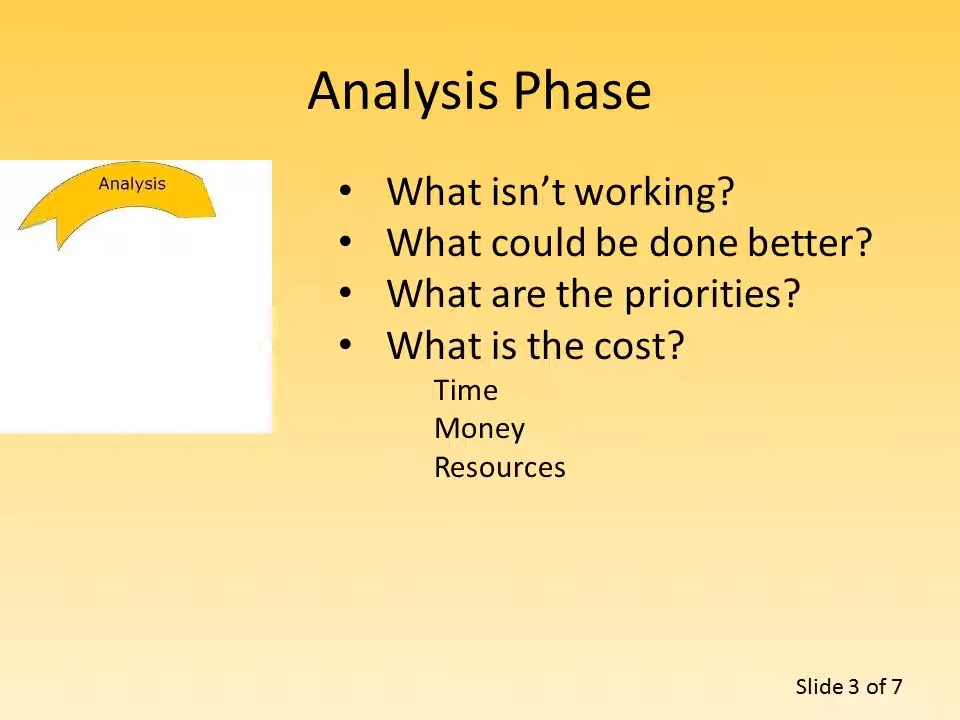 Analysis Phase
Analysis
• What isn’t working?
• What could be done better?
• What are the priorities?
• What is the cost?
Time
Money
Resources
Slide 3 of 7